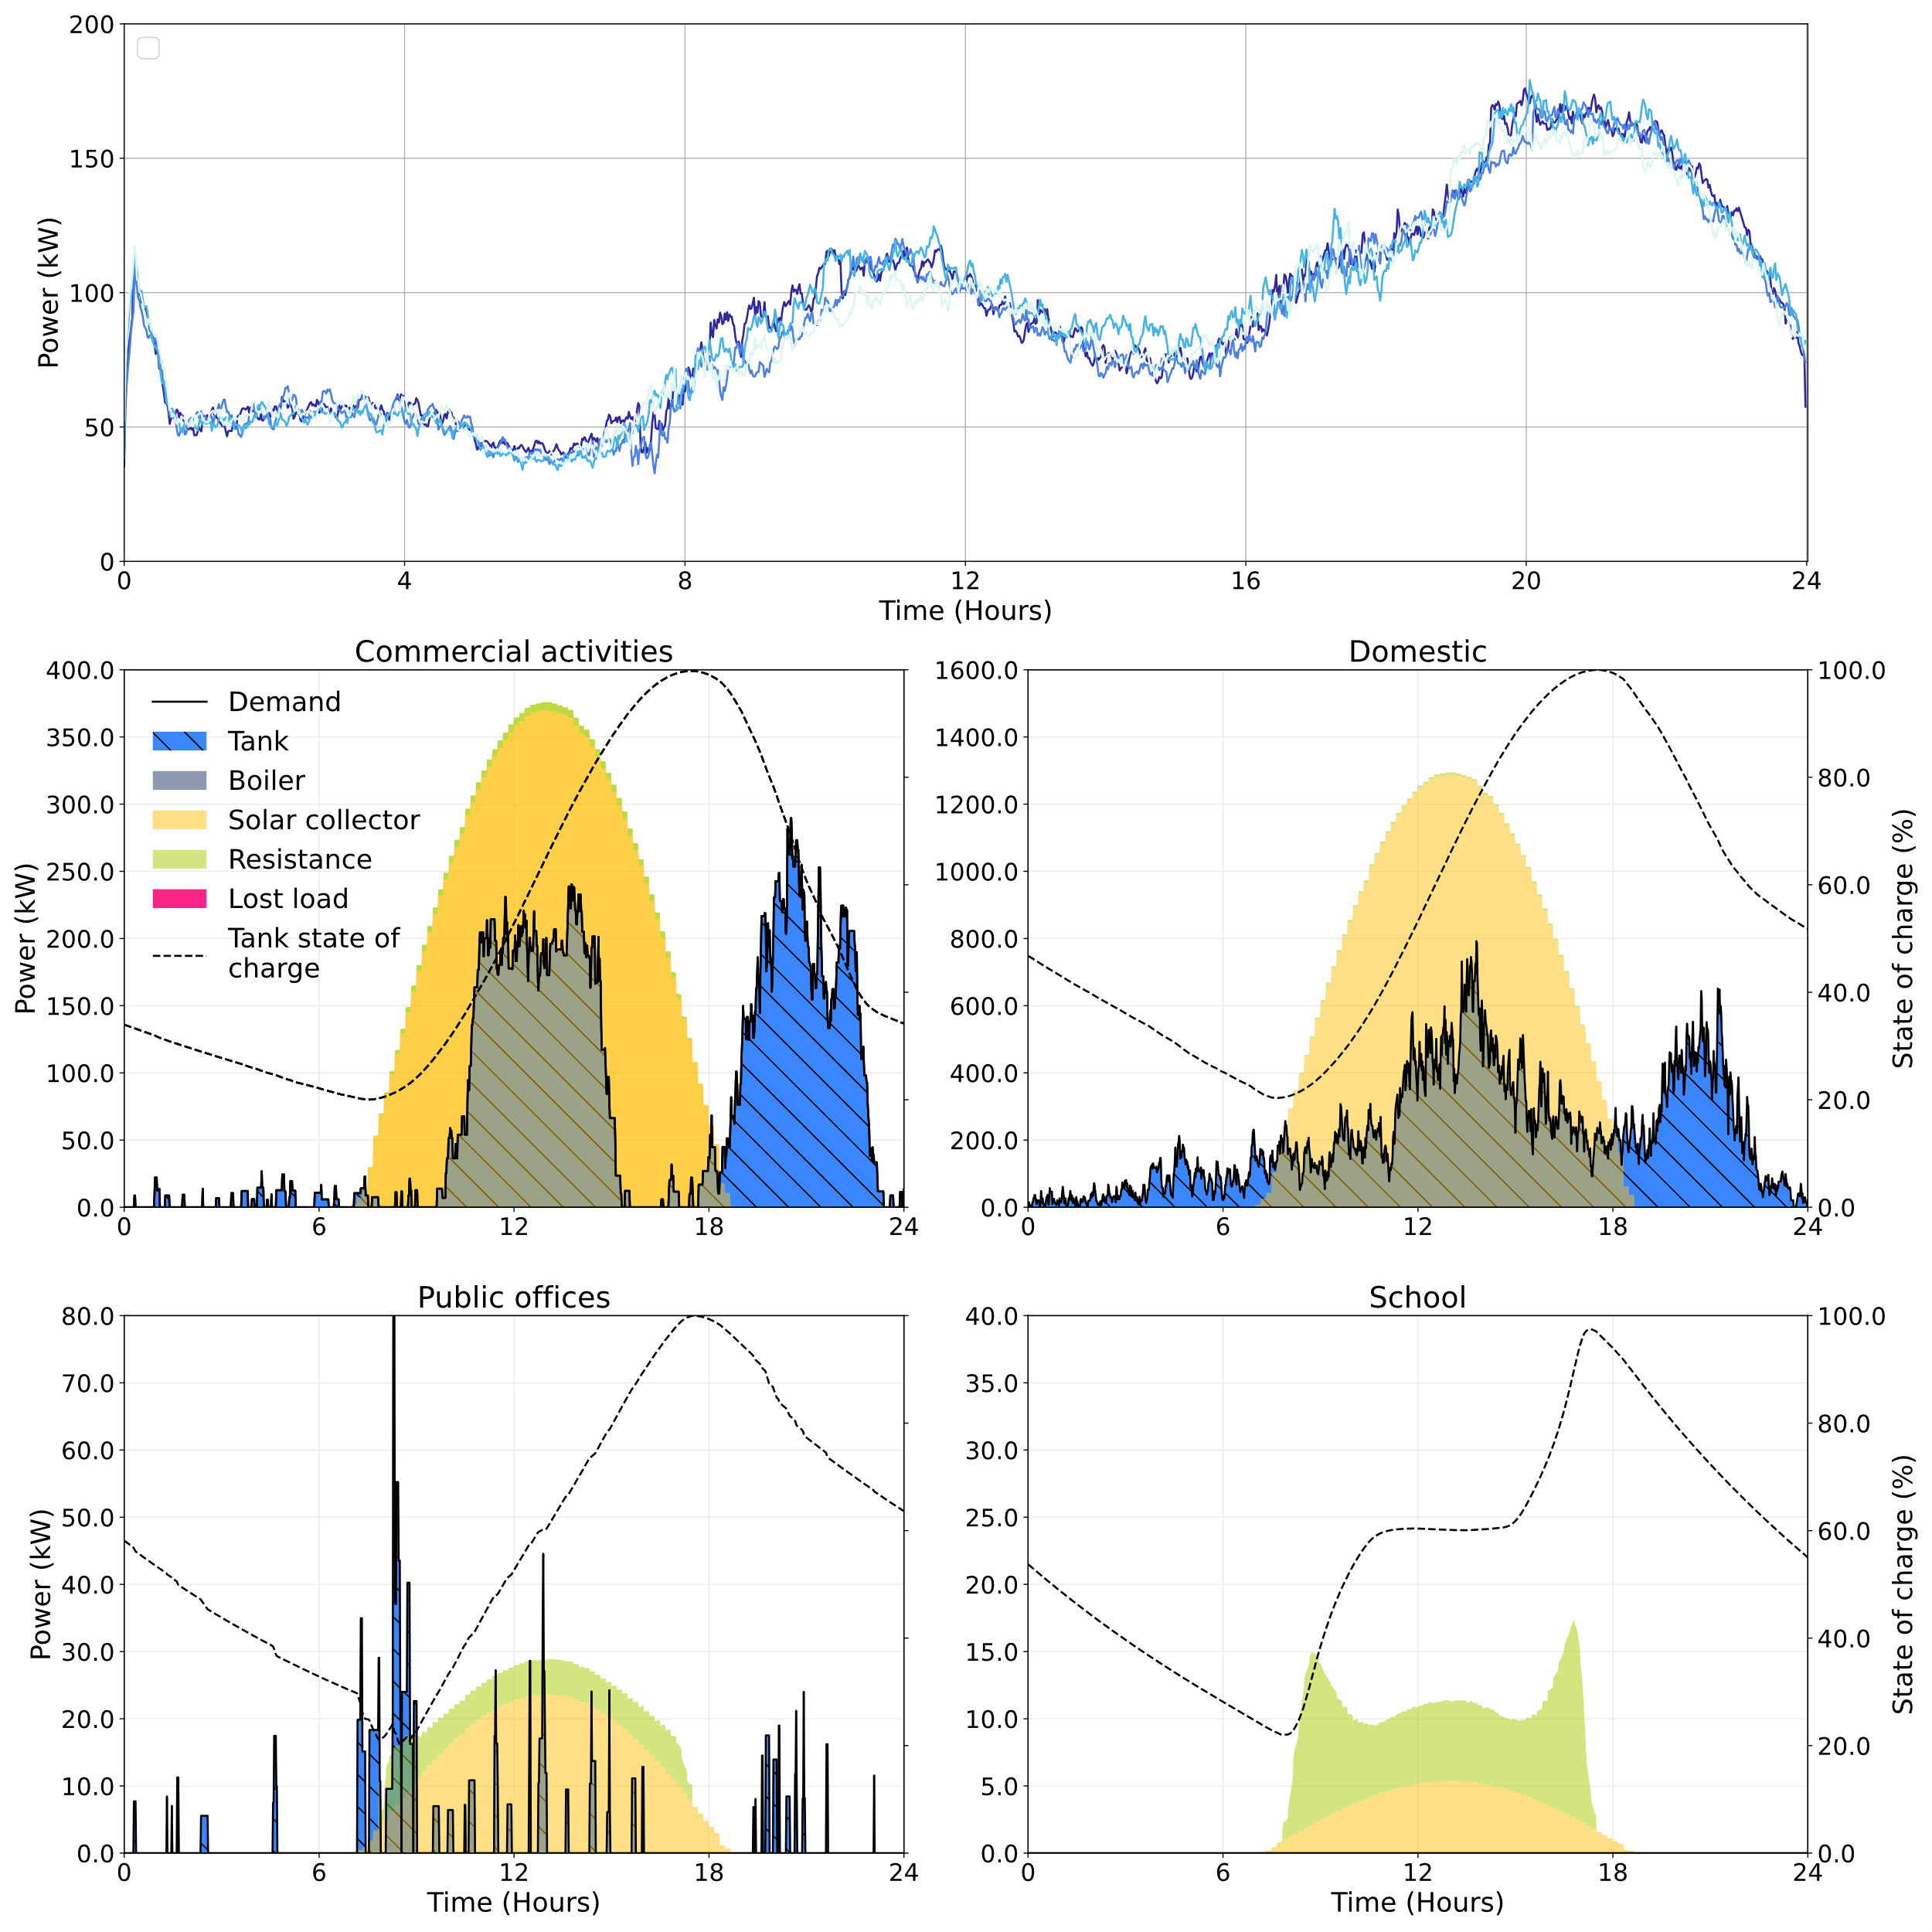 200
150
100
50
0
Power (kW)
0 4 8 12 16 20 24
Time (Hours)
Commercial activities
400.0
350.0
300.0
250.0
200.0
150.0
100.0
50.0
0.0
Power (kW)
Demand
Tank
Boiler
Solar collector
Resistance
Lost load
Tank state of
charge
0 6 12 18 24
Domestic
1600.0
1400.0
1200.0
1000.0
800.0
600.0
400.0
200.0
0.0
0 6 12 18 24
100.0
80.0
60.0
40.0
20.0
0.0
State of charge (%)
Public offices
80.0
70.0
60.0
50.0
40.0
30.0
20.0
10.0
0.0
Power (kW)
0 6 12 18 24
Time (Hours)
School
40.0
35.0
30.0
25.0
20.0
15.0
10.0
5.0
0.0
0 6 12 18 24
Time (Hours)
100.0
80.0
60.0
40.0
20.0
0.0
State of charge (%)